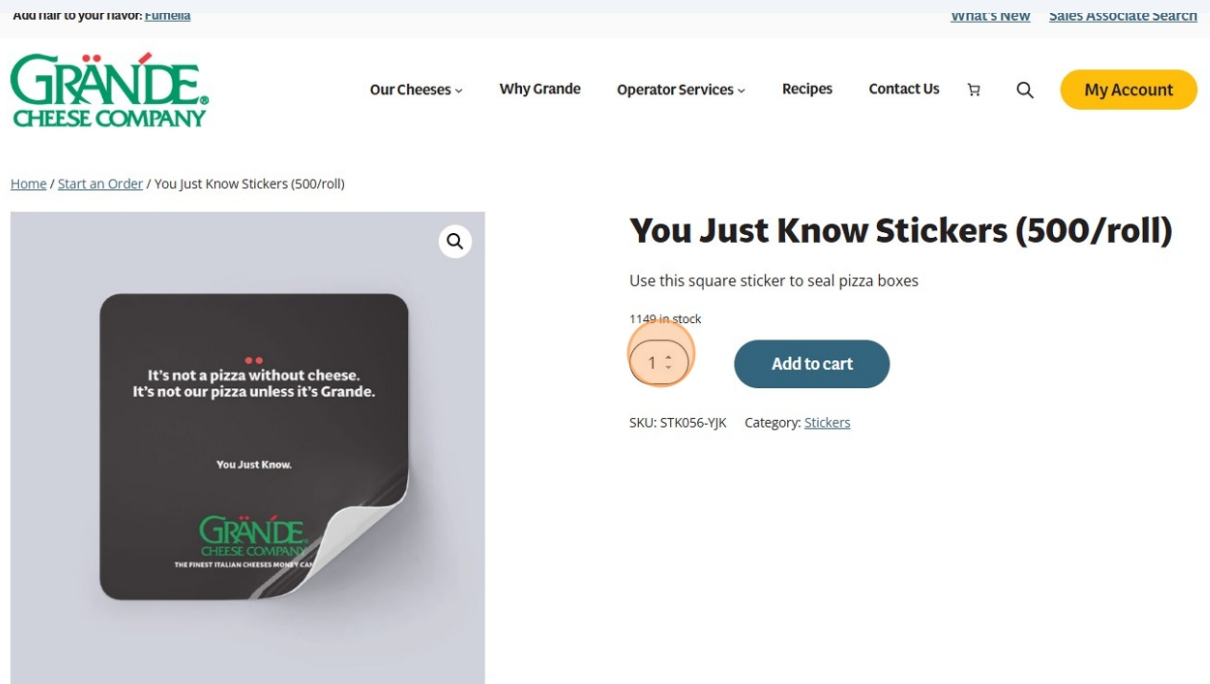 Add flair to your flavor: Fumella
What's New Sales Associate Search
GRÄNDE®
CHEESE COMPANY
Our Cheeses Why Grande Operator Services Recipes Contact Us My Account
Home / Start an Order / You Just Know Stickers (500/roll)
It's not a pizza without cheese.
It's not our pizza unless it's Grande.
You Just Know.
GRÄNDE®
CHEESE COMPANY
THE FINEST ITALIAN CHEESES MONEY CAN
You Just Know Stickers (500/roll)
Use this square sticker to seal pizza boxes
1149 in stock
1 Add to cart
SKU: STK056-YJK Category: Stickers